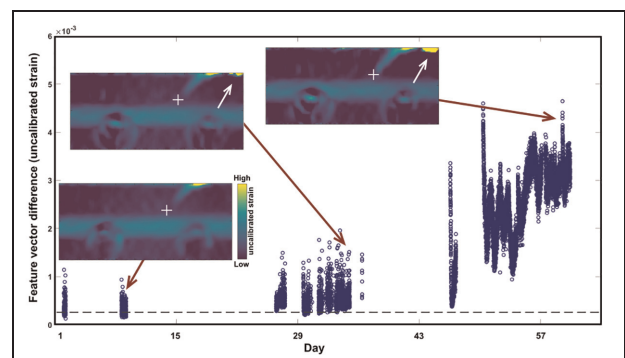 ×10⁻³
6
5
4
3
2
1
0
Feature vector difference (uncalibrated strain)
High
uncalibrated strain
Low
1 15 29 43 57
Day